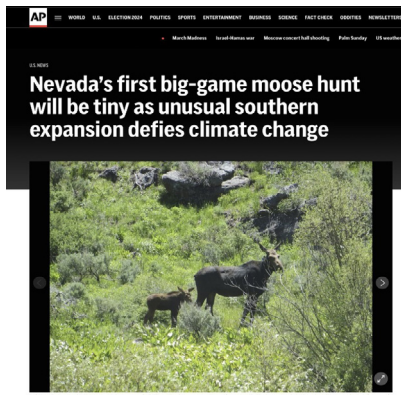 AP
WORLD U.S. ELECTION 2024 POLITICS SPORTS ENTERTAINMENT BUSINESS SCIENCE FACT CHECK ODDITIES NEWSLETTERS
March Madness Israel-Hamas war Moscow concert hall shooting Palm Sunday US weather
U.S. NEWS
Nevada’s first big-game moose hunt
will be tiny as unusual southern
expansion defies climate change